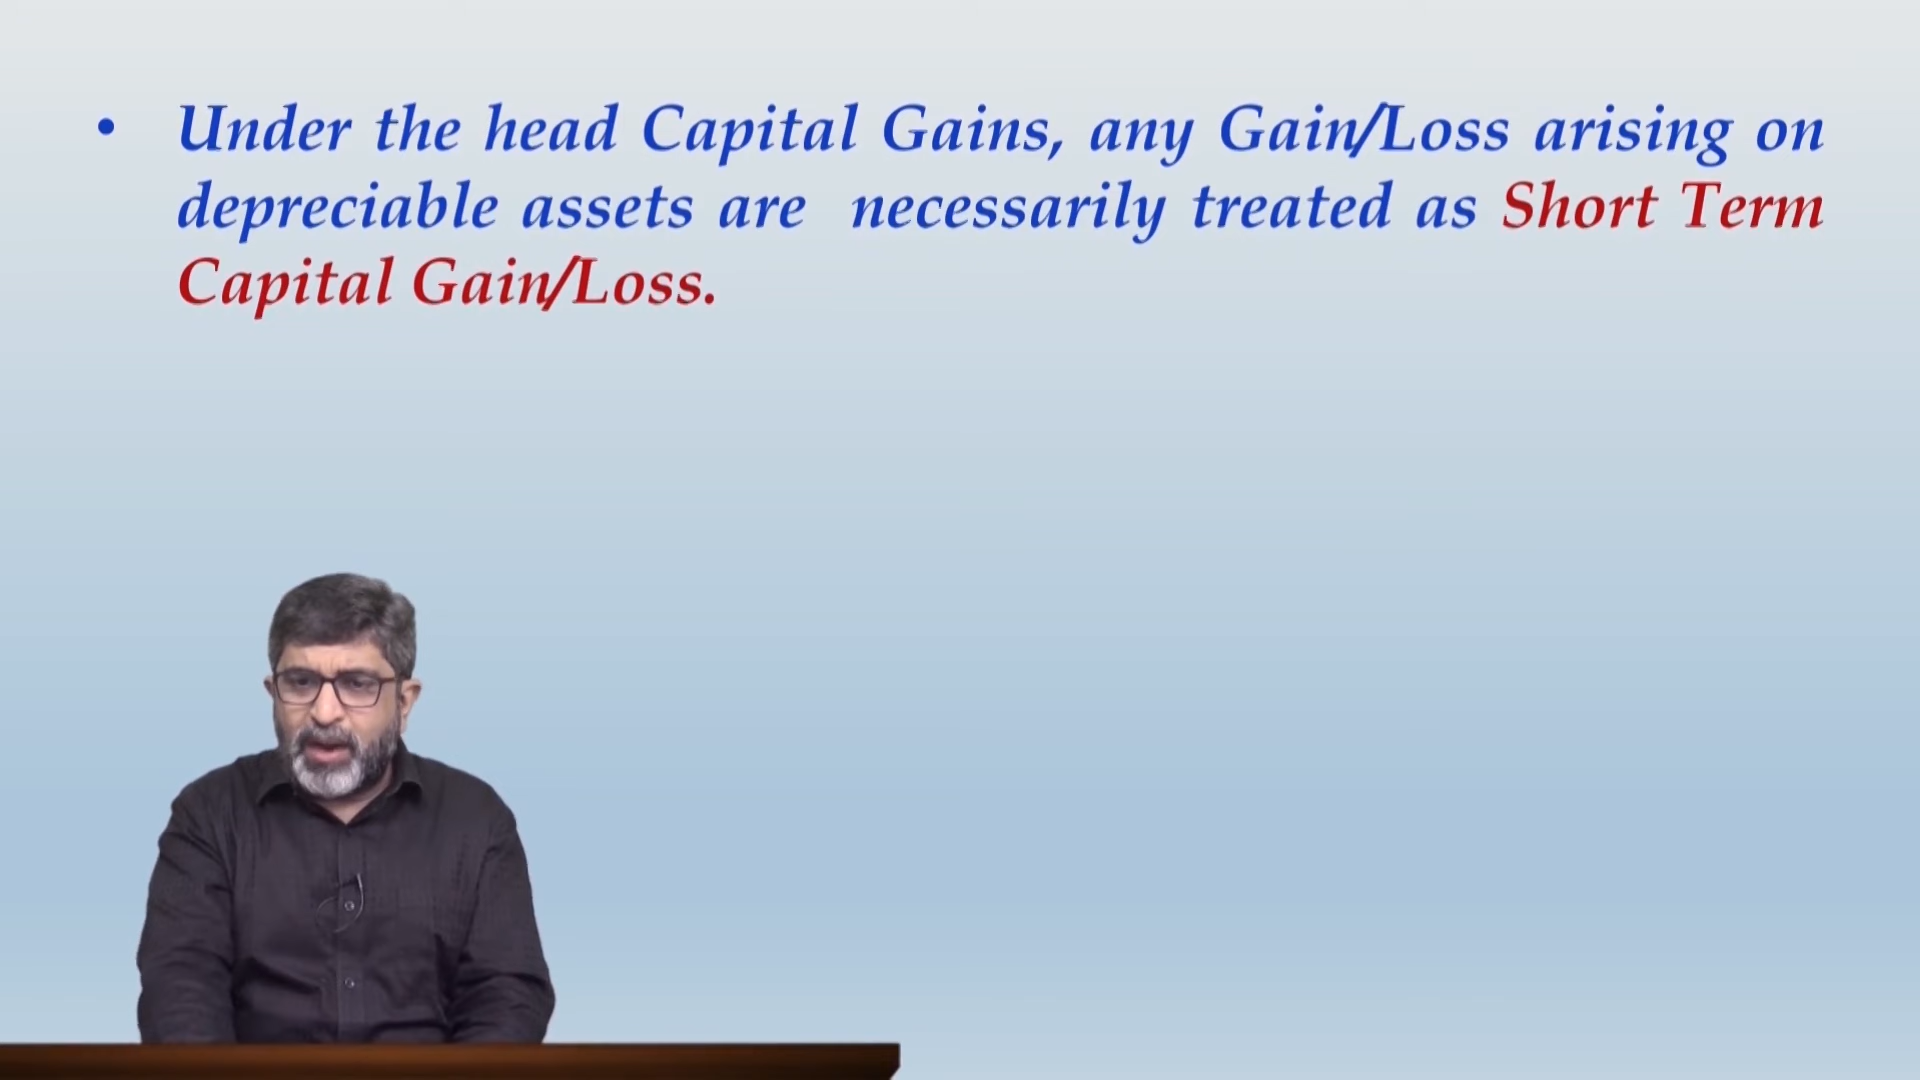 • Under the head Capital Gains, any Gain/Loss arising on
depreciable assets are necessarily treated as Short Term
Capital Gain/Loss.